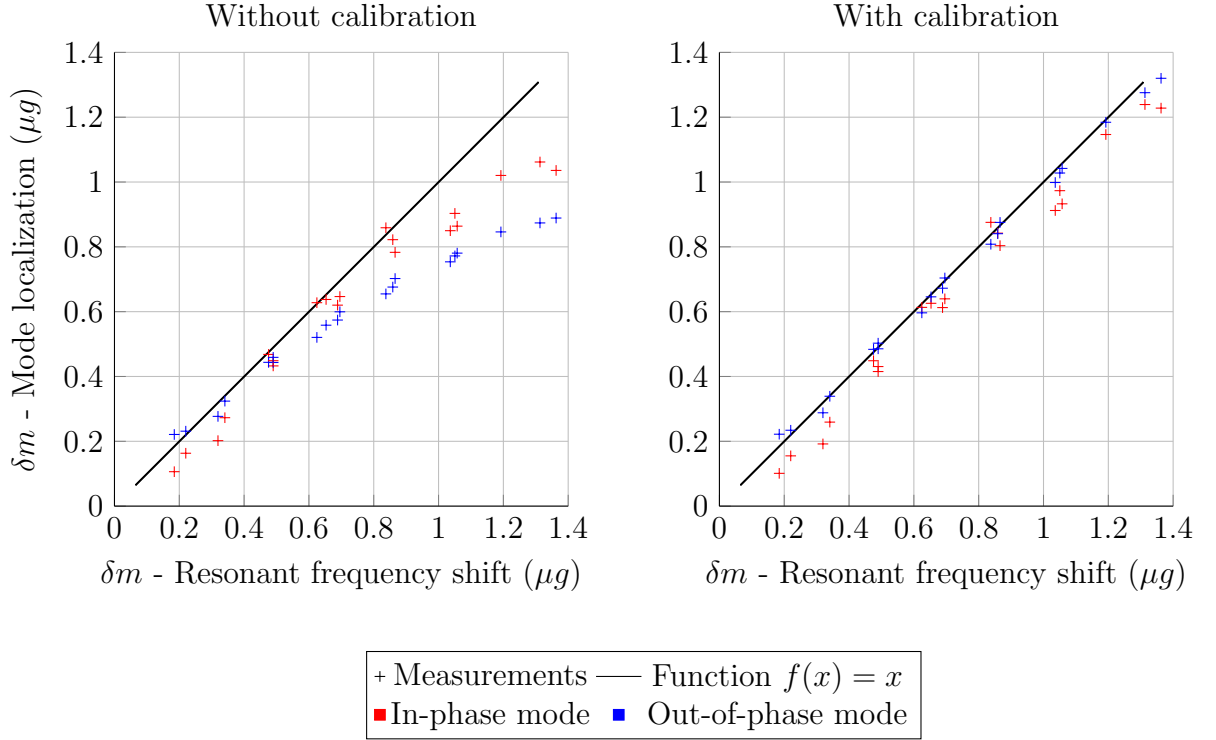 Without calibration
With calibration
1.4
1.2
1
0.8
0.6
0.4
0.2
0
0 0.2 0.4 0.6 0.8 1 1.2 1.4
δm - Mode localization (μg)
δm - Resonant frequency shift (μg)
1.4
1.2
1
0.8
0.6
0.4
0.2
0
0 0.2 0.4 0.6 0.8 1 1.2 1.4
δm - Resonant frequency shift (μg)
Measurements Function f(x) = x
In-phase mode Out-of-phase mode